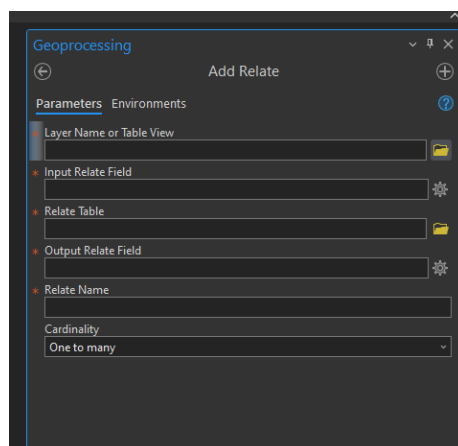 Geoprocessing
Add Relate
Parameters Environments
* Layer Name or Table View
* Input Relate Field
* Relate Table
* Output Relate Field
* Relate Name
Cardinality
One to many